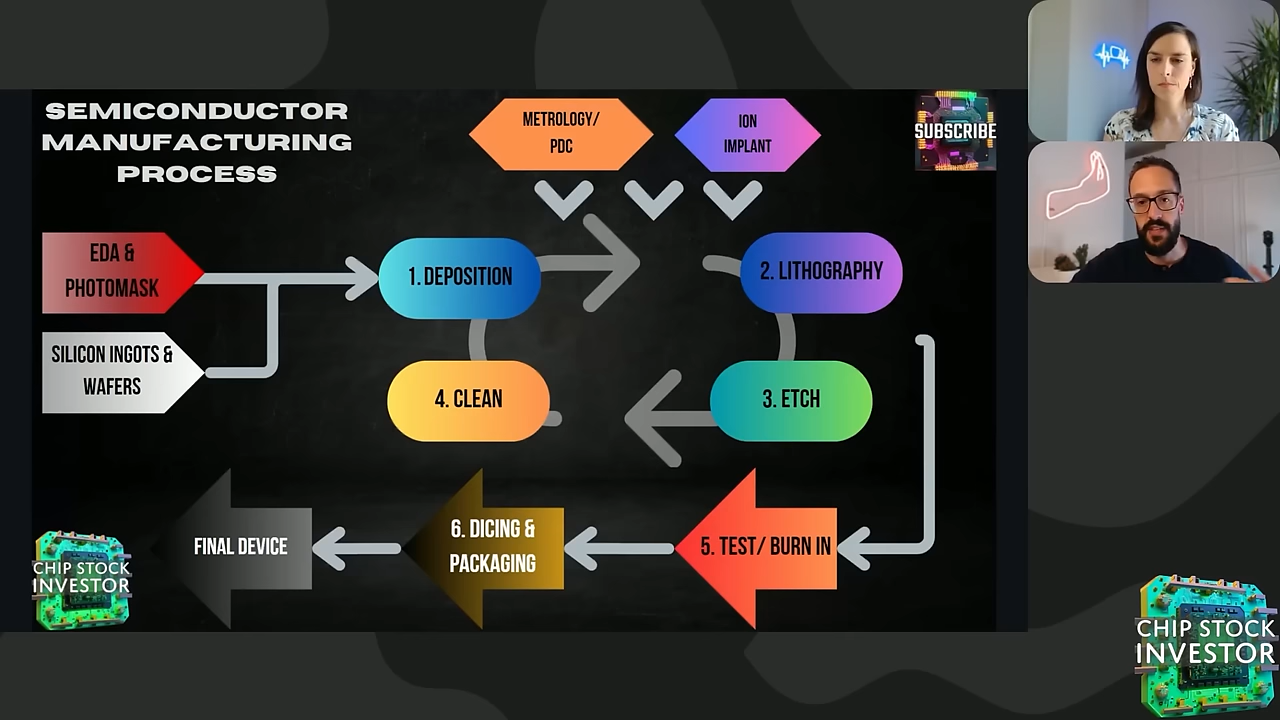 SEMICONDUCTOR
MANUFACTURING
PROCESS
METROLOGY/
PDC
ION
IMPLANT
SUBSCRIBE
EDA &
PHOTOMASK
1. DEPOSITION
2. LITHOGRAPHY
SILICON INGOTS &
WAFERS
4. CLEAN
3. ETCH
FINAL DEVICE
6. DICING &
PACKAGING
5. TEST/ BURN IN
CHIP STOCK
INVESTOR
CHIP STOCK
INVESTOR